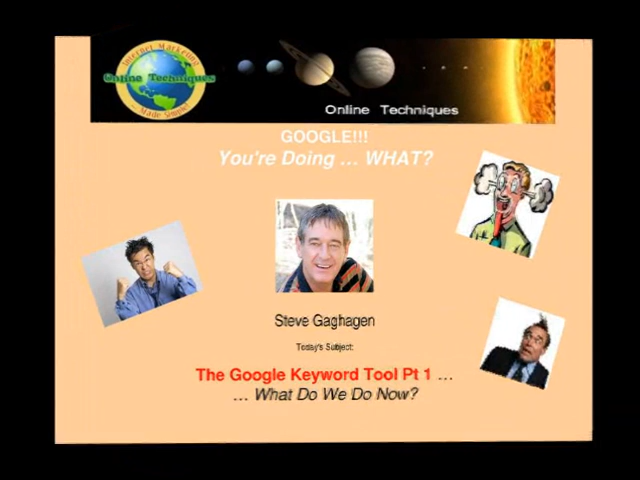 Internet Marketing
Online Techniques
Made Simple
Online Techniques
GOOGLE!!!
You're Doing ... WHAT?
Steve Gaghagen
Today's Subject:
The Google Keyword Tool Pt 1 ...
... What Do We Do Now?